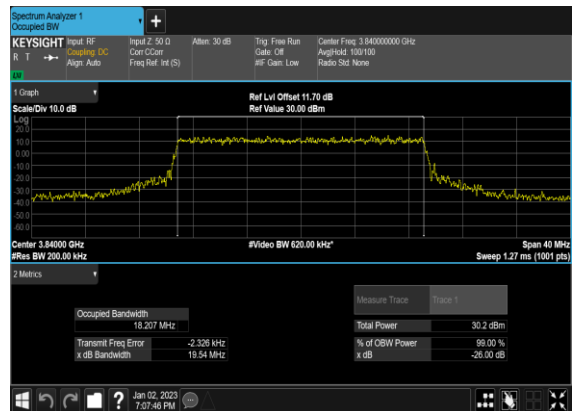 Spectrum Analyzer 1
Occupied BW
KEYSIGHT Input: RF Input Z: 50 Ω Atten: 30 dB Trig: Free Run Center Freq: 3.840000000 GHz
R T Coupling: DC Corr CCorr Gate: Off Avg|Hold: 100/100
Align: Auto Freq Ref: Int (S) #IF Gain: Low Radio Std: None
1 Graph
Ref Lvl Offset 11.70 dB
Scale/Div 10.0 dB Ref Value 30.00 dBm
Log
20.0
10.0
0.00
-10.0
-20.0
-30.0
-40.0
-50.0
-60.0
Center 3.84000 GHz #Video BW 620.00 kHz* Span 40 MHz
#Res BW 200.00 kHz Sweep 1.27 ms (1001 pts)
2 Metrics
Measure Trace Trace 1
Occupied Bandwidth
18.207 MHz Total Power 30.2 dBm
Transmit Freq Error -2.326 kHz % of OBW Power 99.00 %
x dB Bandwidth 19.54 MHz x dB -26.00 dB
Jan 02, 2023
7:07:46 PM